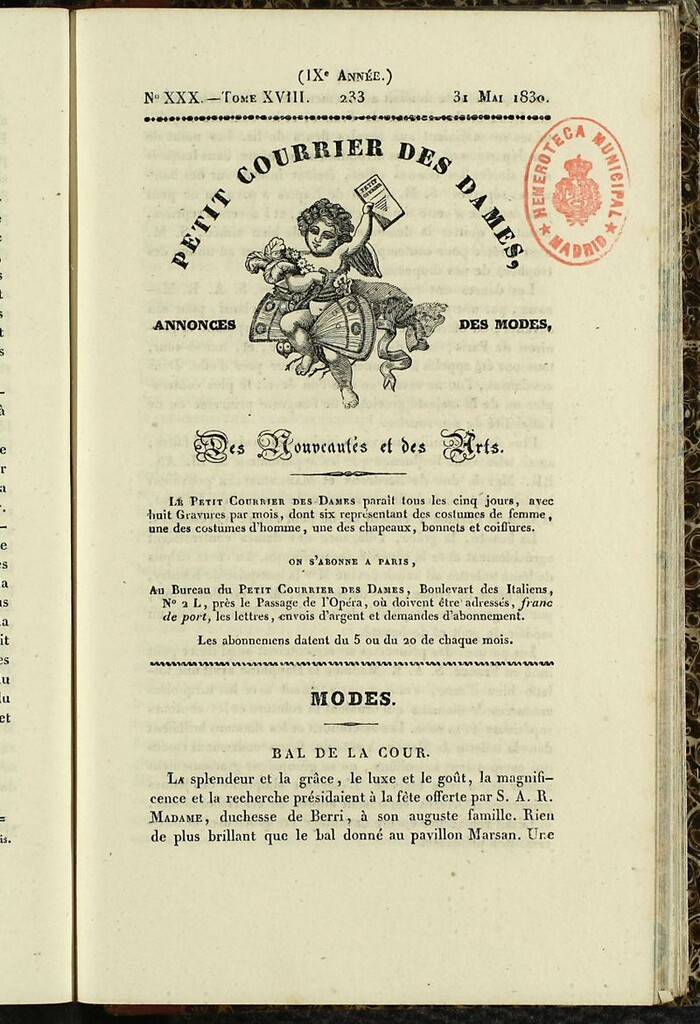 (IXe Année.)
No XXX.—Tome XVIII. 233 31 Mai 1830.
PETIT COURRIER DES DAMES,
PETIT
ANNONCES DES MODES,
Des Nouveautés et des Arts.
HEMEROTECA MUNICIPAL
★ MADRID ★
Le Petit Courrier des Dames paraît tous les cinq jours, avec
huit Gravures par mois, dont six représentant des costumes de femme,
une des costumes d'homme, une des chapeaux, bonnets et coiffures.
ON S'ABONNE A PARIS,
Au Bureau du Petit Courrier des Dames, Boulevart des Italiens,
No 2 L, près le Passage de l'Opéra, où doivent être adressés, franc
de port, les lettres, envois d'argent et demandes d'abonnement.
Les abonnemens datent du 5 ou du 20 de chaque mois.
MODES.
BAL DE LA COUR.
La splendeur et la grâce, le luxe et le goût, la magnifi-
cence et la recherche présidaient à la fête offerte par S. A. R.
Madame, duchesse de Berri, à son auguste famille. Rien
de plus brillant que le bal donné au pavillon Marsan. Une